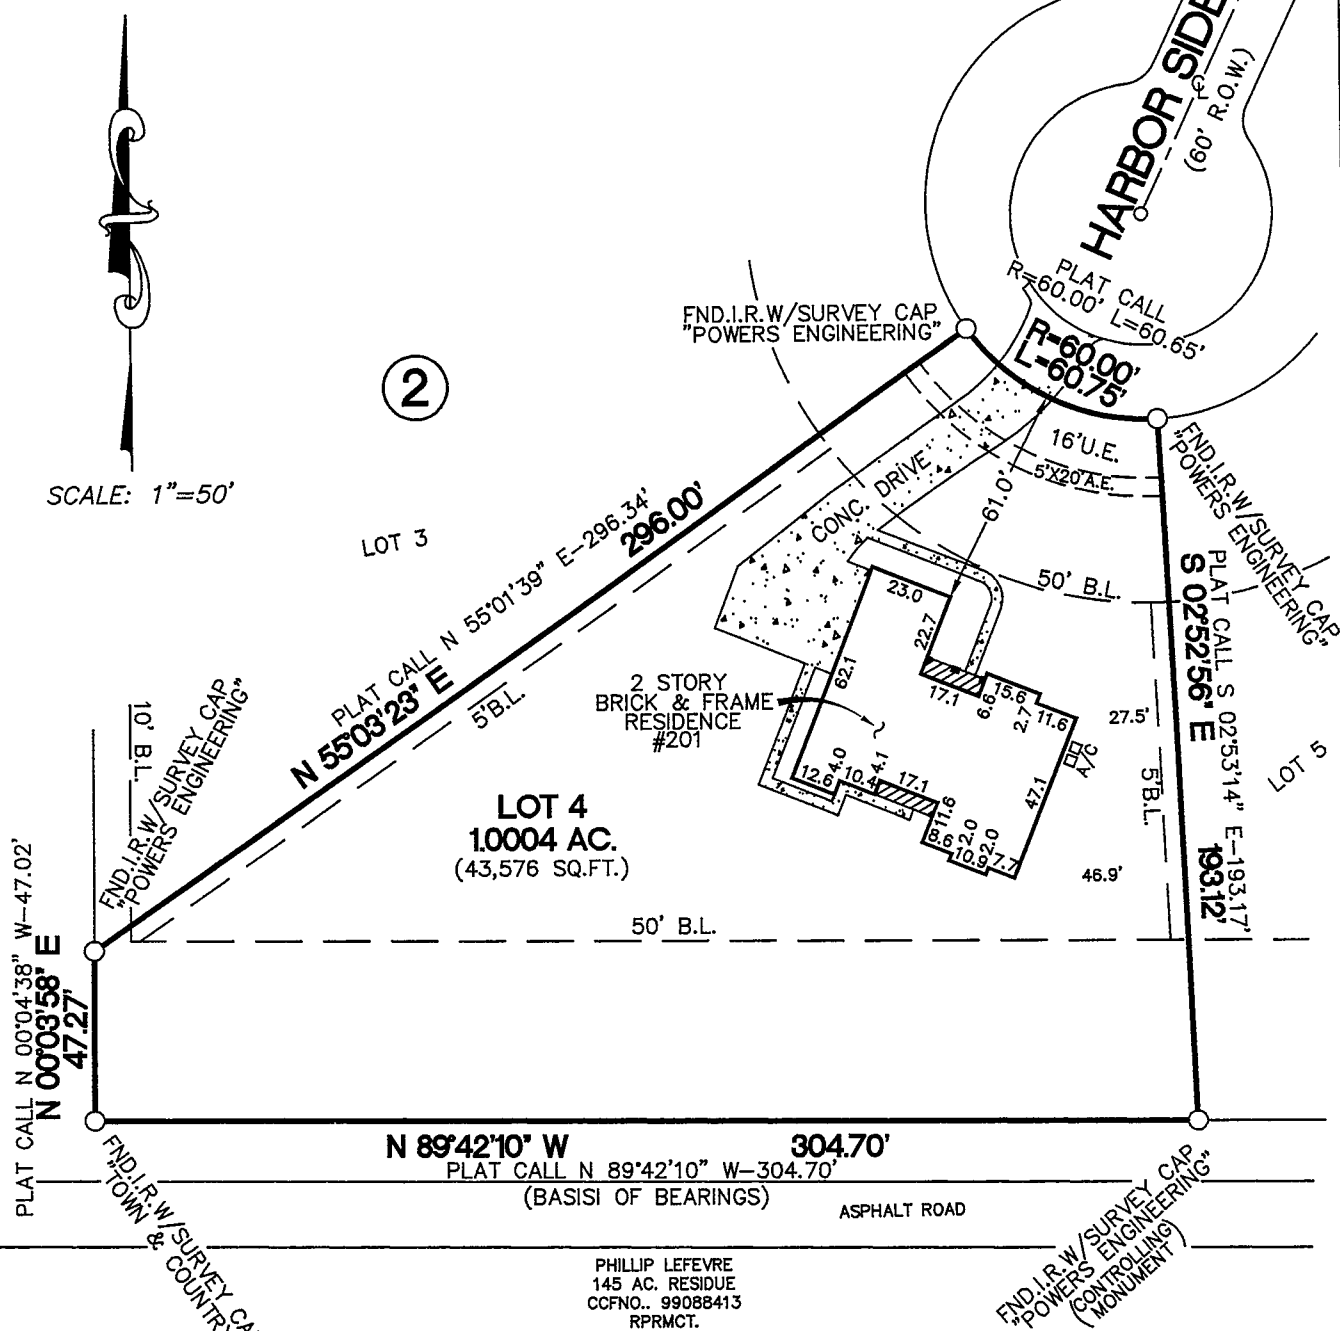 HARBOR SIDE
℄
(60' R.O.W.)
PLAT CALL
R=60.00' L=60.65'
R=60.00'
L=60.75'
FND.I.R.W/SURVEY CAP
"POWERS ENGINEERING"
2
SCALE: 1"=50'
LOT 3
PLAT CALL N 55°01'39" E-296.34'
N 55°03'23" E 296.00'
5'B.L.
CONC. DRIVE
16'U.E.
5'X20'A.E.
61.0'
50' B.L.
FND.I.R.W/SURVEY CAP
"POWERS ENGINEERING"
PLAT CALL S 02°53'14" E-193.17'
S 02°52'56" E 193.12'
LOT 5
23.0
22.7
62.1
17.1
6.6
15.6
2.7
11.6
27.5'
A/C
47.1
5'B.L.
2 STORY
BRICK & FRAME
RESIDENCE
#201
12.6
4.0
10.4
4.1
17.1
11.6
8.6
2.0
10.9
2.0
7.7
46.9'
10' B.L.
FND.I.R.W/SURVEY CAP
"POWERS ENGINEERING"
LOT 4
1.0004 AC.
(43,576 SQ.FT.)
50' B.L.
PLAT CALL N 00°04'38" W-47.02'
N 00°03'58" E
47.27'
N 89°42'10" W 304.70'
PLAT CALL N 89°42'10" W-304.70'
(BASISI OF BEARINGS)
ASPHALT ROAD
FND.I.R.W/SURVEY CA
"TOWN & COUNTRY
PHILLIP LEFEVRE
145 AC. RESIDUE
CCFNO.. 99088413
RPRMCT.
FND.I.R.W/SURVEY CAP
"POWERS ENGINEERING"
(CONTROLLING
MONUMENT)